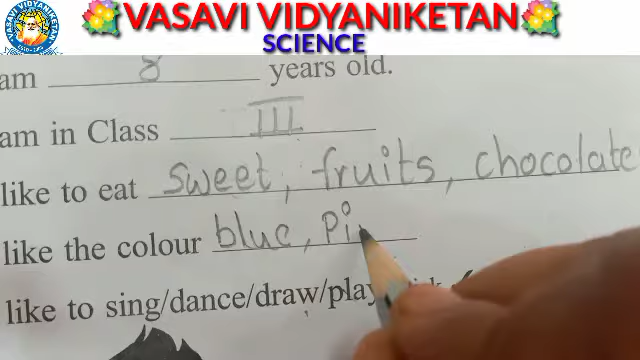 VASAVI VIDYANIKETAN
SCIENCE
am 8 years old.
am in Class III
like to eat sweet, fruits, chocolate
like the colour blue, Pi
like to sing/dance/draw/play